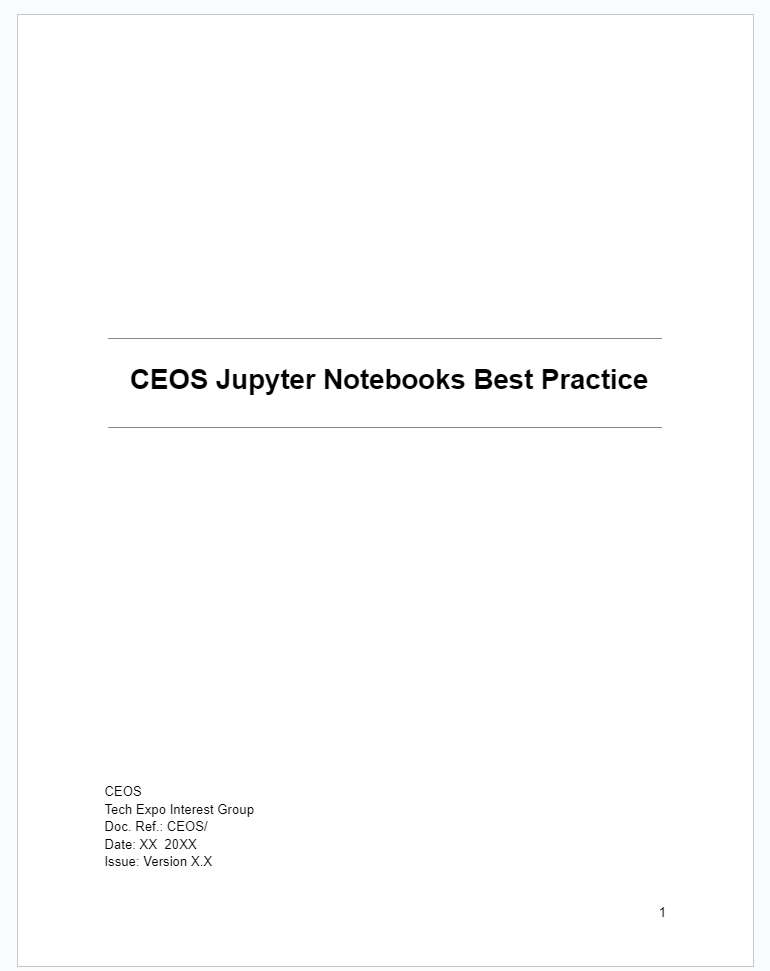 CEOS Jupyter Notebooks Best Practice
CEOS
Tech Expo Interest Group
Doc. Ref.: CEOS/
Date: XX  20XX
Issue: Version X.X
1